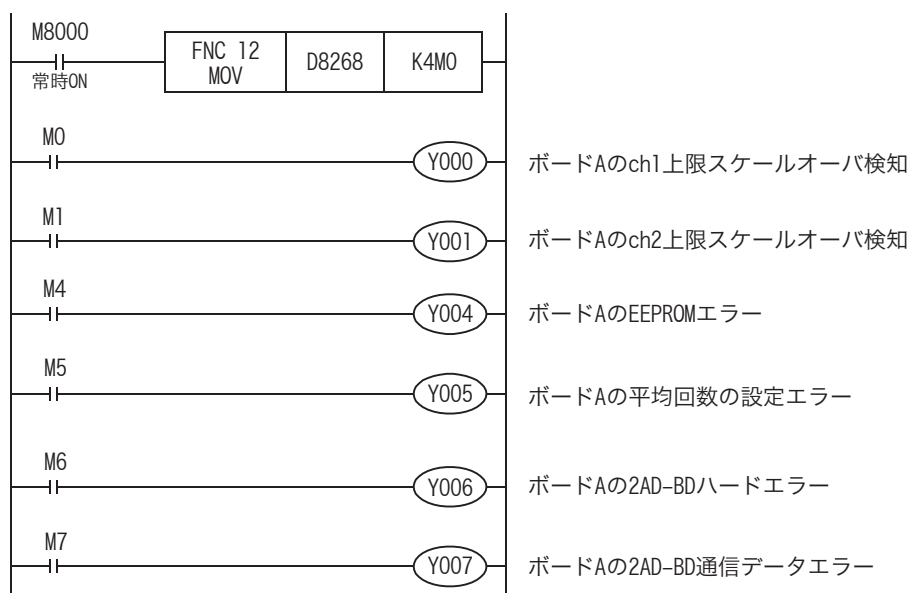 M8000
FNC 12 D8268 K4M0
MOV
常時ON
M0
Y000 ボードAのch1上限スケールオーバ検知
M1
Y001 ボードAのch2上限スケールオーバ検知
M4
Y004 ボードAのEEPROMエラー
M5
Y005 ボードAの平均回数の設定エラー
M6
Y006 ボードAの2AD-BDハードエラー
M7
Y007 ボードAの2AD-BD通信データエラー